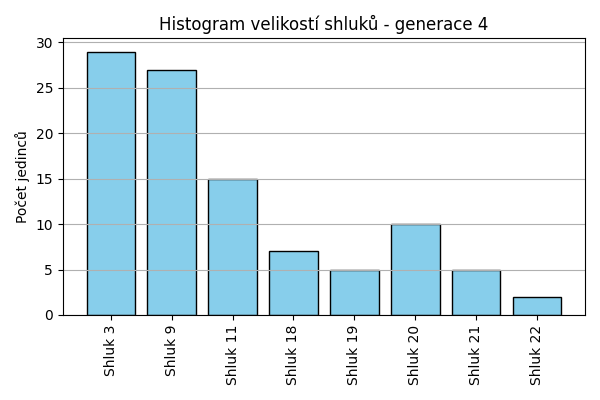 Histogram velikostí shluků - generace 4
Počet jedinců
30
25
20
15
10
5
0
Shluk 3
Shluk 9
Shluk 11
Shluk 18
Shluk 19
Shluk 20
Shluk 21
Shluk 22